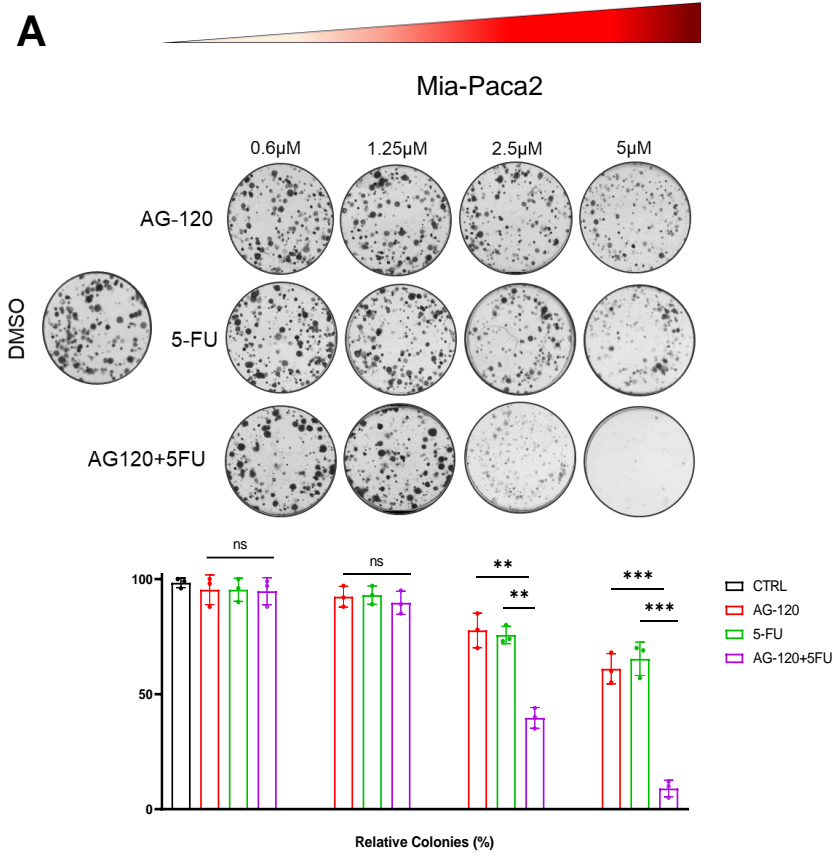 A
Mia-Paca2
0.6µM 1.25µM 2.5µM 5µM
AG-120
DMSO
5-FU
AG120+5FU
ns
ns
**
**
***
***
100
50
0
CTRL
AG-120
5-FU
AG-120+5FU
Relative Colonies (%)